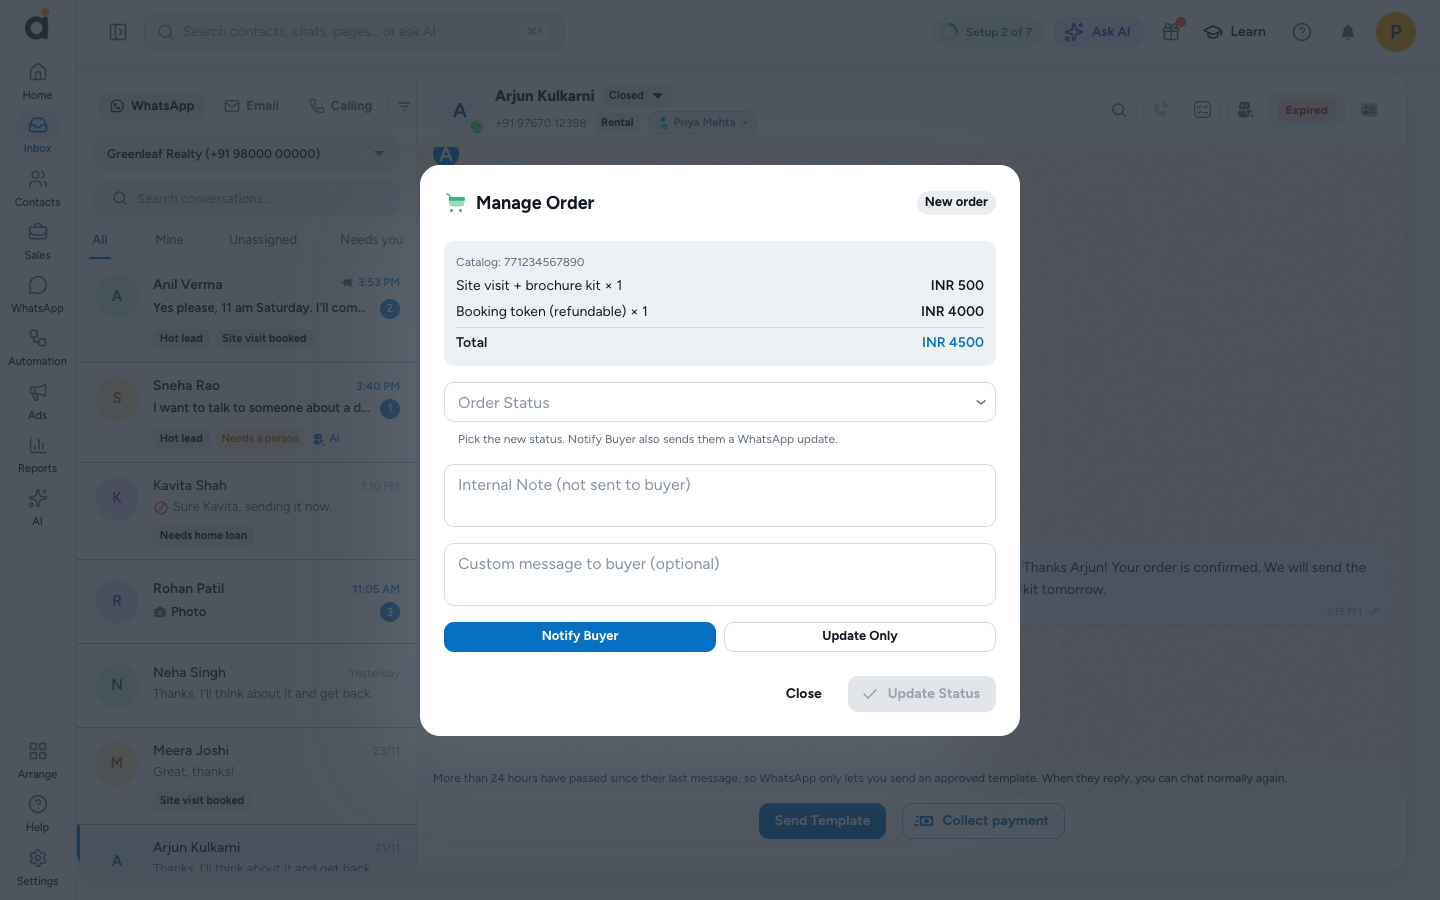 Search contacts, chats, pages... or ask AI
⌘K
Setup 2 of 7
Ask AI
Learn
P
Home
Inbox
Contacts
Sales
WhatsApp
Automation
Ads
Reports
AI
Arrange
Help
Settings
WhatsApp
Email
Calling
Greenleaf Realty (+91 98000 00000)
Search conversations...
All
Mine
Unassigned
Needs you
A
Anil Verma
3:53 PM
Yes please, 11 am Saturday. I'll com...
2
Hot lead
Site visit booked
S
Sneha Rao
3:40 PM
I want to talk to someone about a d...
1
Hot lead
Needs a person
AI
K
Kavita Shah
1:10 PM
Sure Kavita, sending it now.
Needs home loan
R
Rohan Patil
11:05 AM
Photo
3
N
Neha Singh
Yesterday
Thanks, I'll think about it and get back.
M
Meera Joshi
23/11
Great, thanks!
Site visit booked
A
Arjun Kulkarni
21/11
Thanks, I'll think about it and get back.
A
Arjun Kulkarni
Closed
+91 97670 12398
Rental
Priya Mehta
Expired
A
Manage Order
New order
Catalog: 771234567890
Site visit + brochure kit × 1
INR 500
Booking token (refundable) × 1
INR 4000
Total
INR 4500
Order Status
Pick the new status. Notify Buyer also sends them a WhatsApp update.
Internal Note (not sent to buyer)
Custom message to buyer (optional)
Notify Buyer
Update Only
Close
Update Status
Thanks Arjun! Your order is confirmed. We will send the
kit tomorrow.
3:15 PM
More than 24 hours have passed since their last message, so WhatsApp only lets you send an approved template. When they reply, you can chat normally again.
Send Template
Collect payment